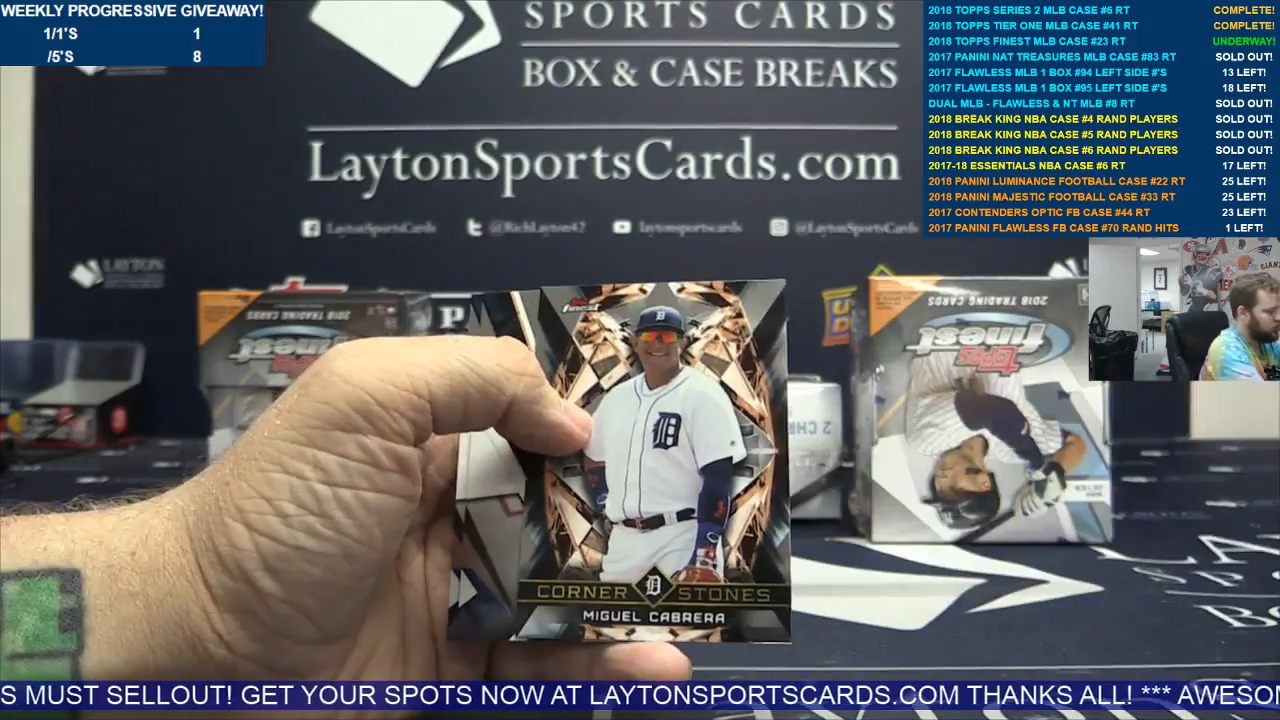 WEEKLY PROGRESSIVE GIVEAWAY!
1/1'S 1
/5'S 8
SPORTS CARDS
BOX & CASE BREAKS
LaytonSportsCards.com
LaytonSportsCards
@RichLayton47
laytonsportscards
@LaytonSportsCards
LAYTON
2018 TOPPS SERIES 2 MLB CASE #6 RT COMPLETE!
2018 TOPPS TIER ONE MLB CASE #41 RT COMPLETE!
2018 TOPPS FINEST MLB CASE #23 RT UNDERWAY!
2017 PANINI NAT TREASURES MLB CASE #83 RT SOLD OUT!
2017 FLAWLESS MLB 1 BOX #94 LEFT SIDE #'S 13 LEFT!
2017 FLAWLESS MLB 1 BOX #95 LEFT SIDE #'S 18 LEFT!
DUAL MLB - FLAWLESS & NT MLB #8 RT SOLD OUT!
2018 BREAK KING NBA CASE #4 RAND PLAYERS SOLD OUT!
2018 BREAK KING NBA CASE #5 RAND PLAYERS SOLD OUT!
2018 BREAK KING NBA CASE #6 RAND PLAYERS SOLD OUT!
2017-18 ESSENTIALS NBA CASE #6 RT 17 LEFT!
2018 PANINI LUMINANCE FOOTBALL CASE #22 RT 25 LEFT!
2018 PANINI MAJESTIC FOOTBALL CASE #33 RT 25 LEFT!
2017 CONTENDERS OPTIC FB CASE #44 RT 23 LEFT!
2017 PANINI FLAWLESS FB CASE #70 RAND HITS 1 LEFT!
2018 TRADING CARDS
Topps finest
2018 TRADING CARDS
Topps finest
finest
D
D
CORNER D STONES
MIGUEL CABRERA
S MUST SELLOUT! GET YOUR SPOTS NOW AT LAYTONSPORTSCARDS.COM THANKS ALL! *** AWESO